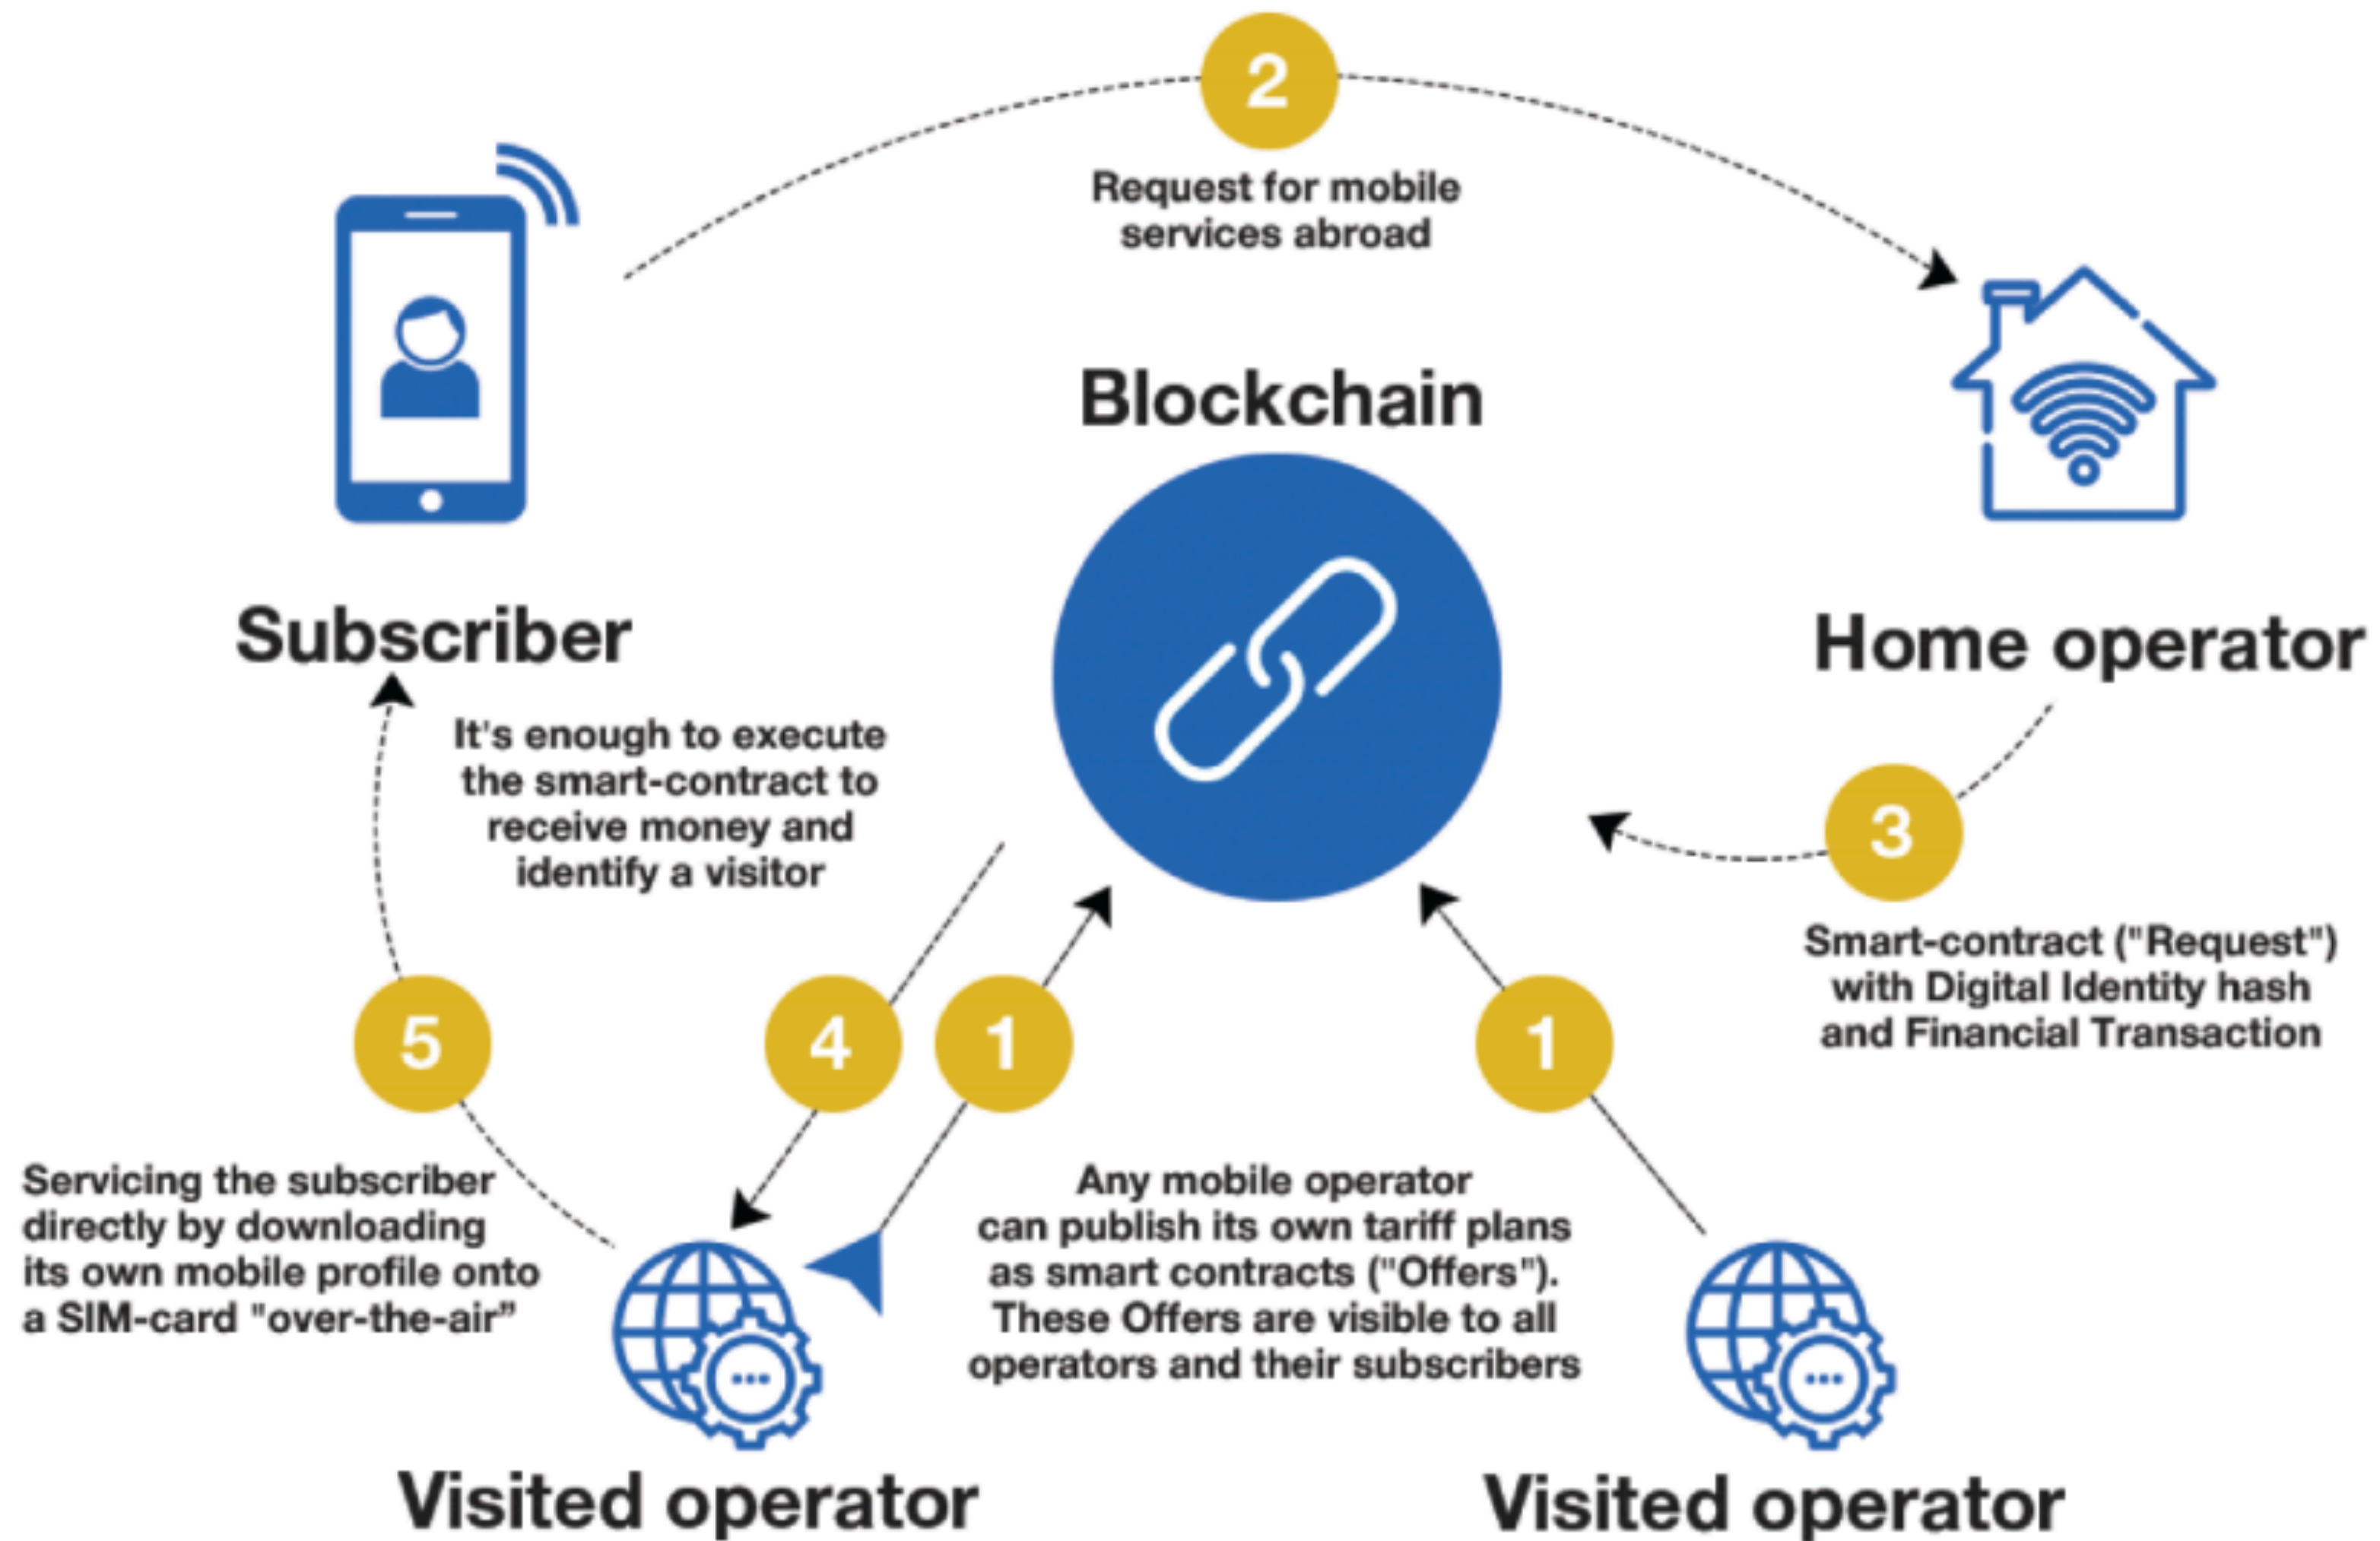 2
Request for mobile
services abroad
Blockchain
Subscriber
Home operator
It's enough to execute
the smart-contract to
receive money and
identify a visitor
3
Smart-contract ("Request")
with Digital Identity hash
and Financial Transaction
5
4
1
1
Servicing the subscriber
directly by downloading
its own mobile profile onto
a SIM-card "over-the-air”
Any mobile operator
can publish its own tariff plans
as smart contracts ("Offers").
These Offers are visible to all
operators and their subscribers
Visited operator
Visited operator